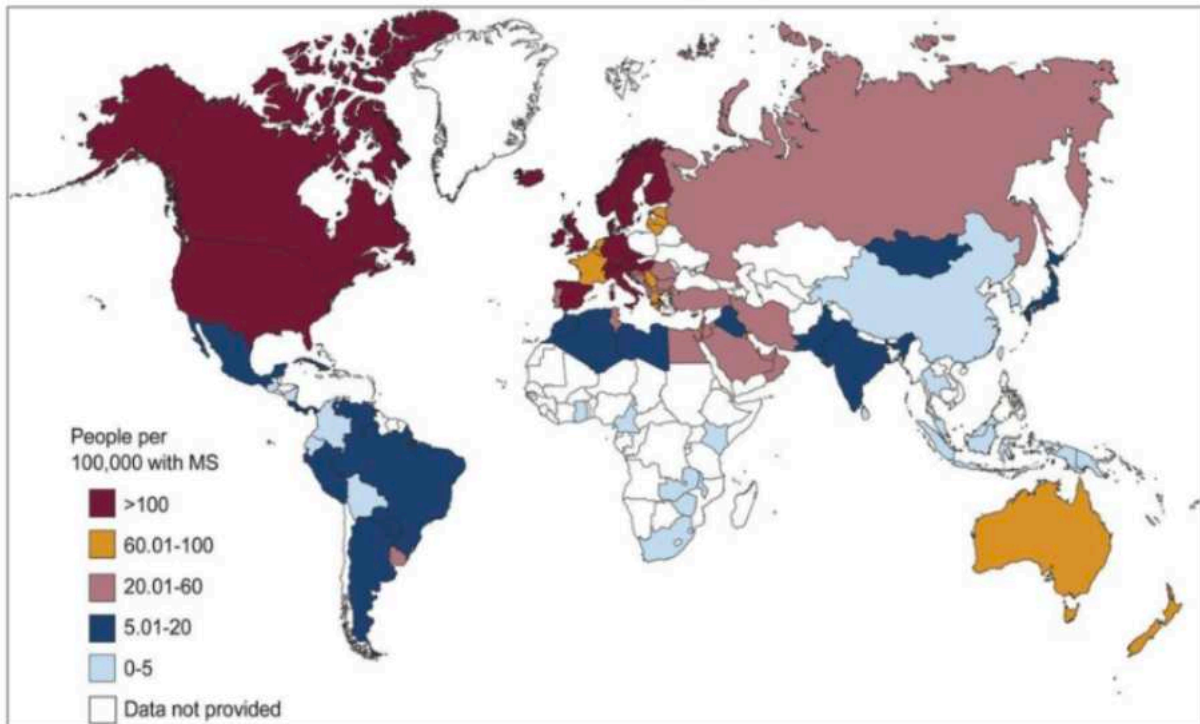 People per
100,000 with MS
>100
60.01-100
20.01-60
5.01-20
0-5
Data not provided